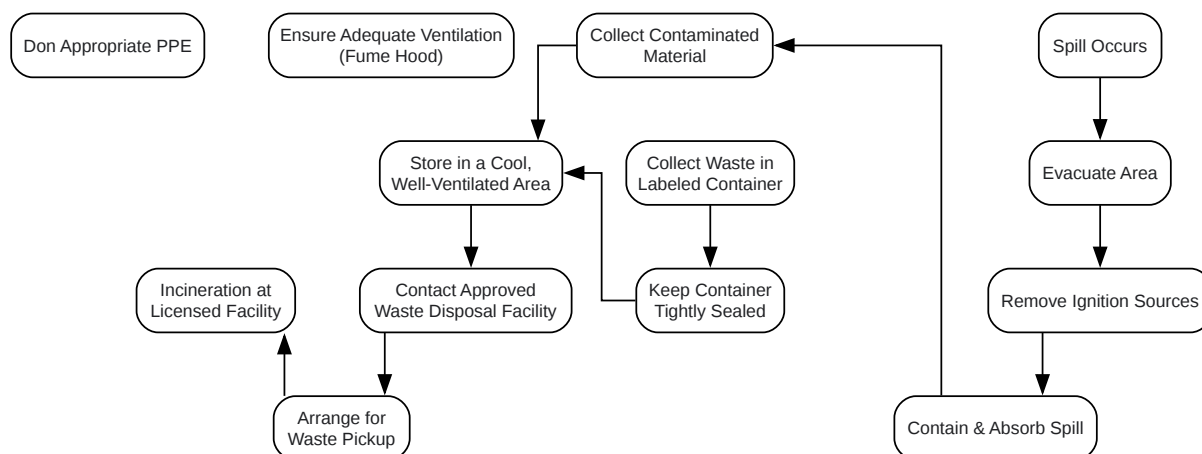 Don Appropriate PPE
Ensure Adequate Ventilation
(Fume Hood)
Collect Contaminated
Material
Spill Occurs
Store in a Cool,
Well-Ventilated Area
Collect Waste in
Labeled Container
Evacuate Area
Incineration at
Licensed Facility
Contact Approved
Waste Disposal Facility
Keep Container
Tightly Sealed
Remove Ignition Sources
Arrange for
Waste Pickup
Contain & Absorb Spill